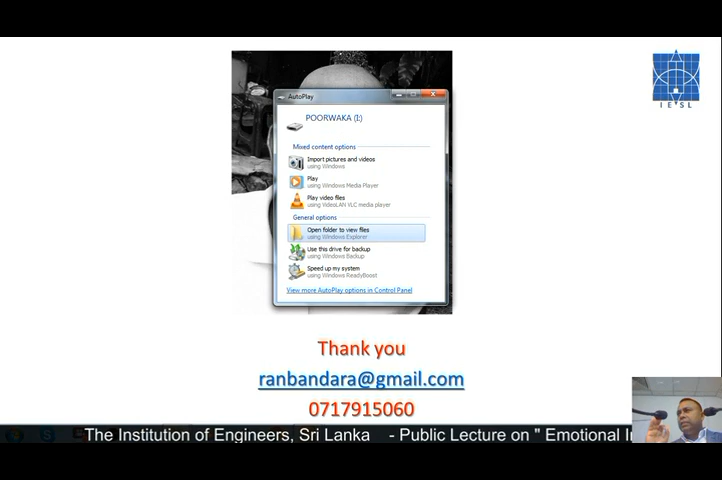 AutoPlay
POORWAKA (I:)
Mixed content options
Import pictures and videos
using Windows
Play
using Windows Media Player
Play video files
using VideoLAN VLC media player
General options
Open folder to view files
using Windows Explorer
Use this drive for backup
using Windows Backup
Speed up my system
using Windows ReadyBoost
View more AutoPlay options in Control Panel
IESL
Thank you
ranbandara@gmail.com
0717915060
The Institution of Engineers, Sri Lanka - Public Lecture on " Emotional In